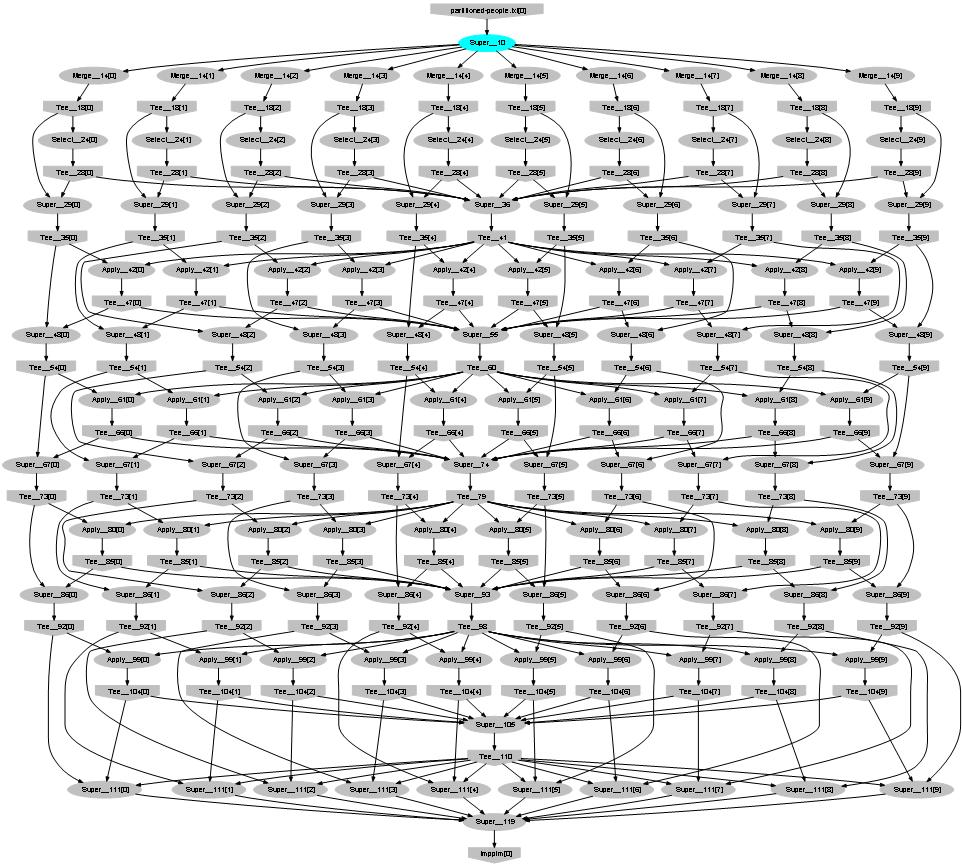 partitioned-people.txt[0]
Super__10
Merge__14[0] Merge__14[1] Merge__14[2] Merge__14[3] Merge__14[4] Merge__14[5] Merge__14[6] Merge__14[7] Merge__14[8] Merge__14[9]
Tee__18[0] Tee__18[1] Tee__18[2] Tee__18[3] Tee__18[4] Tee__18[5] Tee__18[6] Tee__18[7] Tee__18[8] Tee__18[9]
Select__24[0] Select__24[1] Select__24[2] Select__24[3] Select__24[4] Select__24[5] Select__24[6] Select__24[7] Select__24[8] Select__24[9]
Tee__28[0] Tee__28[1] Tee__28[2] Tee__28[3] Tee__28[4] Tee__28[5] Tee__28[6] Tee__28[7] Tee__28[8] Tee__28[9]
Super__29[0] Super__29[1] Super__29[2] Super__29[3] Super__29[4] Super__36 Super__29[5] Super__29[6] Super__29[7] Super__29[8] Super__29[9]
Tee__35[0] Tee__35[1] Tee__35[2] Tee__35[3] Tee__35[4] Tee__41 Tee__35[5] Tee__35[6] Tee__35[7] Tee__35[8] Tee__35[9]
Apply__42[0] Apply__42[1] Apply__42[2] Apply__42[3] Apply__42[4] Apply__42[5] Apply__42[6] Apply__42[7] Apply__42[8] Apply__42[9]
Tee__47[0] Tee__47[1] Tee__47[2] Tee__47[3] Tee__47[4] Tee__47[5] Tee__47[6] Tee__47[7] Tee__47[8] Tee__47[9]
Super__48[0] Super__48[1] Super__48[2] Super__48[3] Super__48[4] Super__55 Super__48[5] Super__48[6] Super__48[7] Super__48[8] Super__48[9]
Tee__54[0] Tee__54[1] Tee__54[2] Tee__54[3] Tee__54[4] Tee__60 Tee__54[5] Tee__54[6] Tee__54[7] Tee__54[8] Tee__54[9]
Apply__61[0] Apply__61[1] Apply__61[2] Apply__61[3] Apply__61[4] Apply__61[5] Apply__61[6] Apply__61[7] Apply__61[8] Apply__61[9]
Tee__66[0] Tee__66[1] Tee__66[2] Tee__66[3] Tee__66[4] Tee__66[5] Tee__66[6] Tee__66[7] Tee__66[8] Tee__66[9]
Super__67[0] Super__67[1] Super__67[2] Super__67[3] Super__67[4] Super__74 Super__67[5] Super__67[6] Super__67[7] Super__67[8] Super__67[9]
Tee__73[0] Tee__73[1] Tee__73[2] Tee__73[3] Tee__73[4] Tee__79 Tee__73[5] Tee__73[6] Tee__73[7] Tee__73[8] Tee__73[9]
Apply__80[0] Apply__80[1] Apply__80[2] Apply__80[3] Apply__80[4] Apply__80[5] Apply__80[6] Apply__80[7] Apply__80[8] Apply__80[9]
Tee__85[0] Tee__85[1] Tee__85[2] Tee__85[3] Tee__85[4] Tee__85[5] Tee__85[6] Tee__85[7] Tee__85[8] Tee__85[9]
Super__86[0] Super__86[1] Super__86[2] Super__86[3] Super__86[4] Super__93 Super__86[5] Super__86[6] Super__86[7] Super__86[8] Super__86[9]
Tee__92[0] Tee__92[1] Tee__92[2] Tee__92[3] Tee__92[4] Tee__98 Tee__92[5] Tee__92[6] Tee__92[7] Tee__92[8] Tee__92[9]
Apply__99[0] Apply__99[1] Apply__99[2] Apply__99[3] Apply__99[4] Apply__99[5] Apply__99[6] Apply__99[7] Apply__99[8] Apply__99[9]
Tee__104[0] Tee__104[1] Tee__104[2] Tee__104[3] Tee__104[4] Tee__104[5] Tee__104[6] Tee__104[7] Tee__104[8] Tee__104[9]
Super__105
Tee__110
Super__111[0] Super__111[1] Super__111[2] Super__111[3] Super__111[4] Super__111[5] Super__111[6] Super__111[7] Super__111[8] Super__111[9]
Super__119